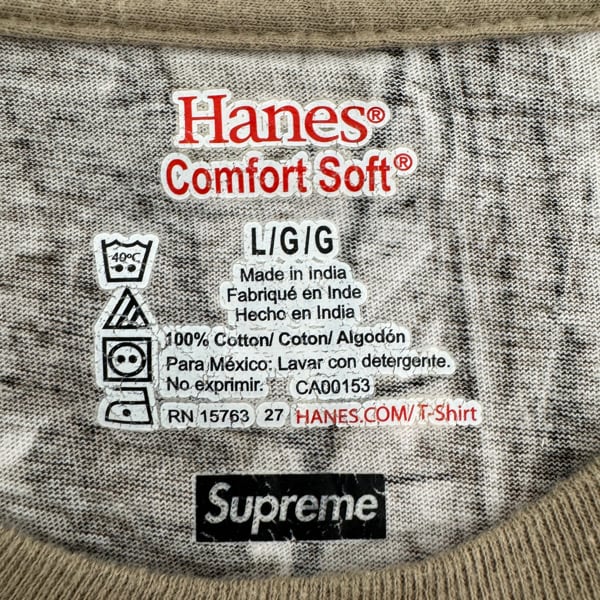 Hanes®
Comfort Soft®
40ºC
L/G/G
Made in India
Fabriqué en Inde
Hecho en India
100% Cotton/ Coton/ Algodón
Para México: Lavar con detergente.
No exprimir. CA00153
RN 15763 27 HANES.COM/T-Shirt
Supreme